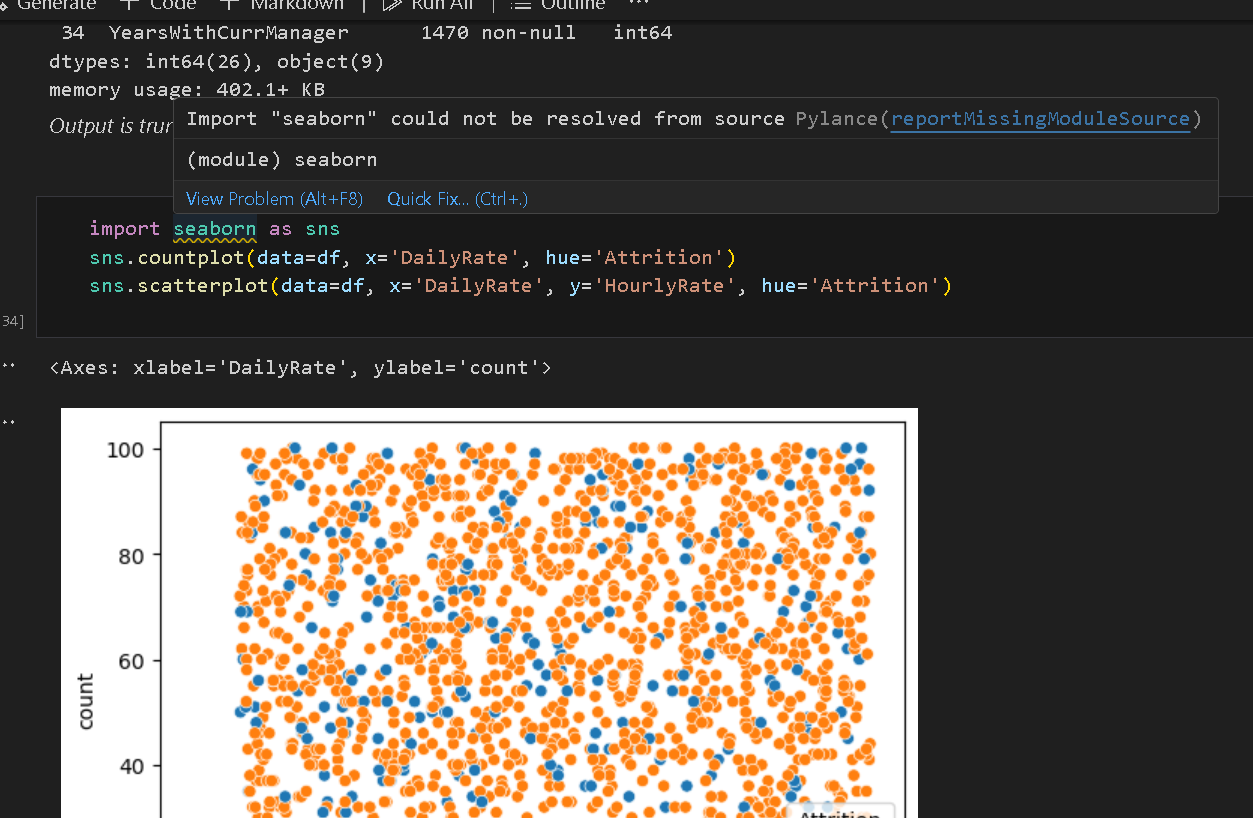 Generate + Code + Markdown | Run All | Outline ...
34 YearsWithCurrManager 1470 non-null int64
dtypes: int64(26), object(9)
memory usage: 402.1+ KB
Output is trun
Import "seaborn" could not be resolved from source Pylance(reportMissingModuleSource)
(module) seaborn
View Problem (Alt+F8) Quick Fix... (Ctrl+.)
import seaborn as sns
sns.countplot(data=df, x='DailyRate', hue='Attrition')
sns.scatterplot(data=df, x='DailyRate', y='HourlyRate', hue='Attrition')
34]
<Axes: xlabel='DailyRate', ylabel='count'>
100
80
60
count
40
Attrition